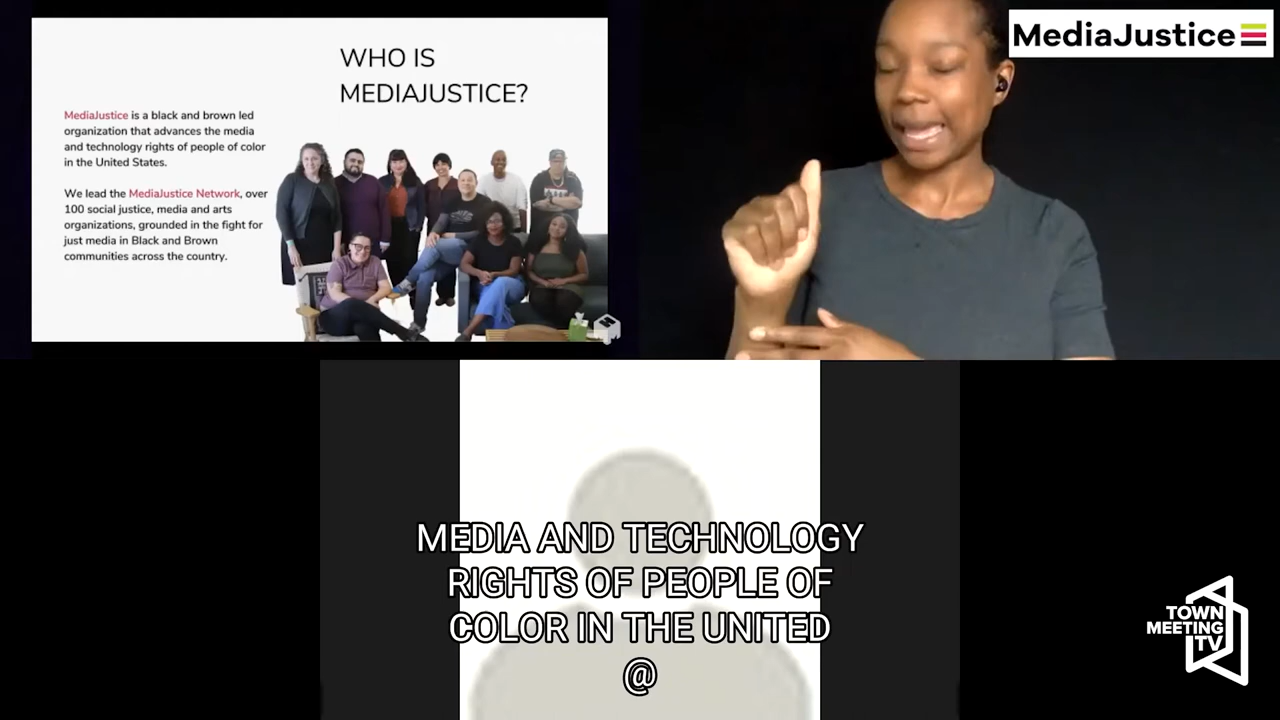 WHO IS
MEDIAJUSTICE?
MediaJustice is a black and brown led
organization that advances the media
and technology rights of people of color
in the United States.
We lead the MediaJustice Network, over
100 social justice, media and arts
organizations, grounded in the fight for
just media in Black and Brown
communities across the country.
MediaJustice
MEDIA AND TECHNOLOGY
RIGHTS OF PEOPLE OF
COLOR IN THE UNITED
@
TOWN
MEETING
TV